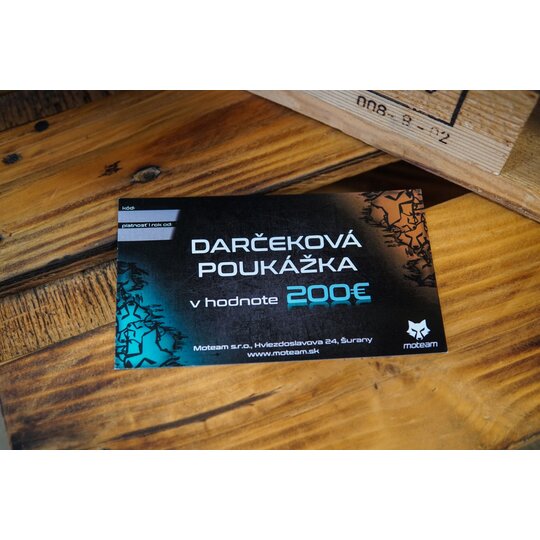 008-9-02
kód:
platnosť 1 rok od:
DARČEKOVÁ
POUKÁŽKA
v hodnote 200€
Moteam s.r.o., Hviezdoslavova 24, Šurany
www.moteam.sk
moteam